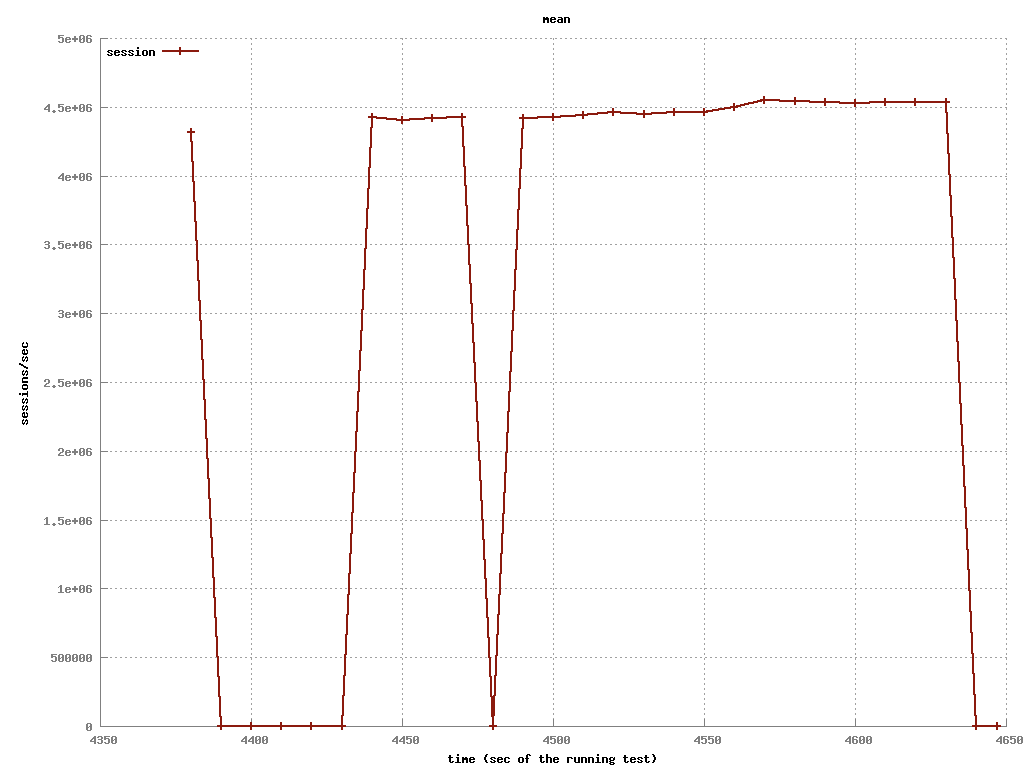 mean
5e+06
session
4.5e+06
4e+06
3.5e+06
3e+06
2.5e+06
2e+06
1.5e+06
1e+06
500000
0
sessions/sec
4350 4400 4450 4500 4550 4600 4650
time (sec of the running test)